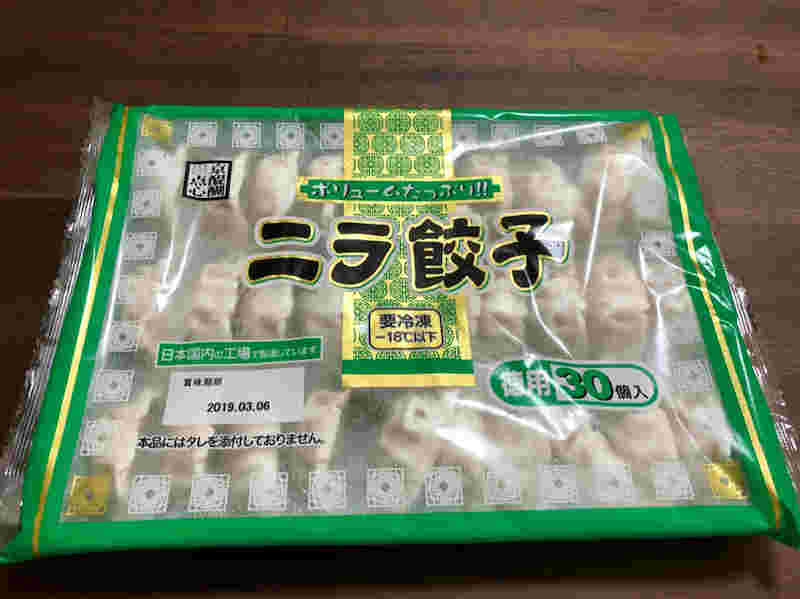 ボリュームたっぷり!!
ニラ餃子
要冷凍
－18℃以下
日本国内の工場で製造しています
賞味期限
2019.03.06
本品にはタレを添付しておりません。
徳用30個入